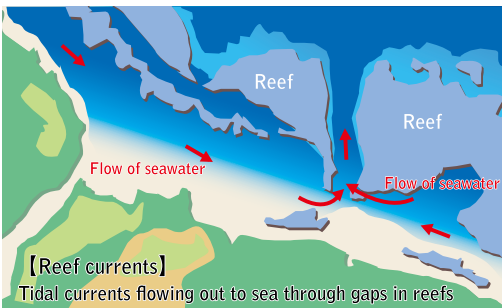 Reef
Reef
Flow of seawater
Flow of seawater
【Reef currents】
Tidal currents flowing out to sea through gaps in reefs